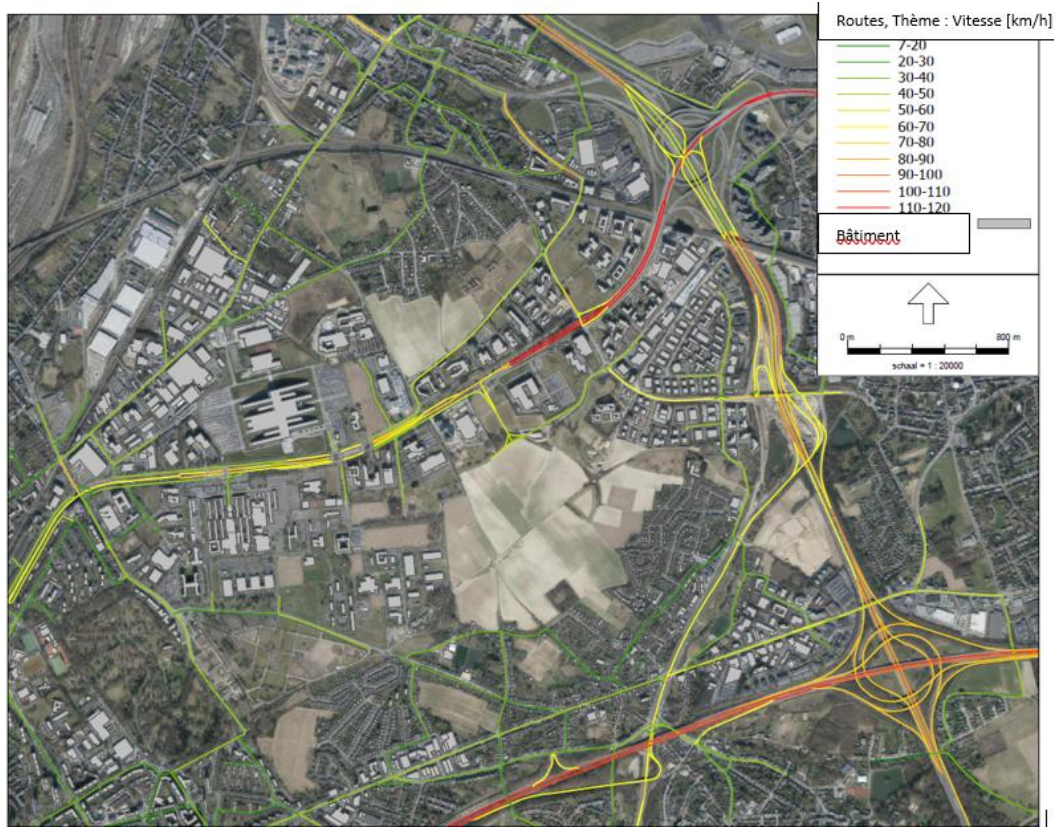 Routes, Thème : Vitesse [km/h]
7-20
20-30
30-40
40-50
50-60
60-70
70-80
80-90
90-100
100-110
110-120
Bâtiment
0 m
800 m
schaal = 1 : 20000